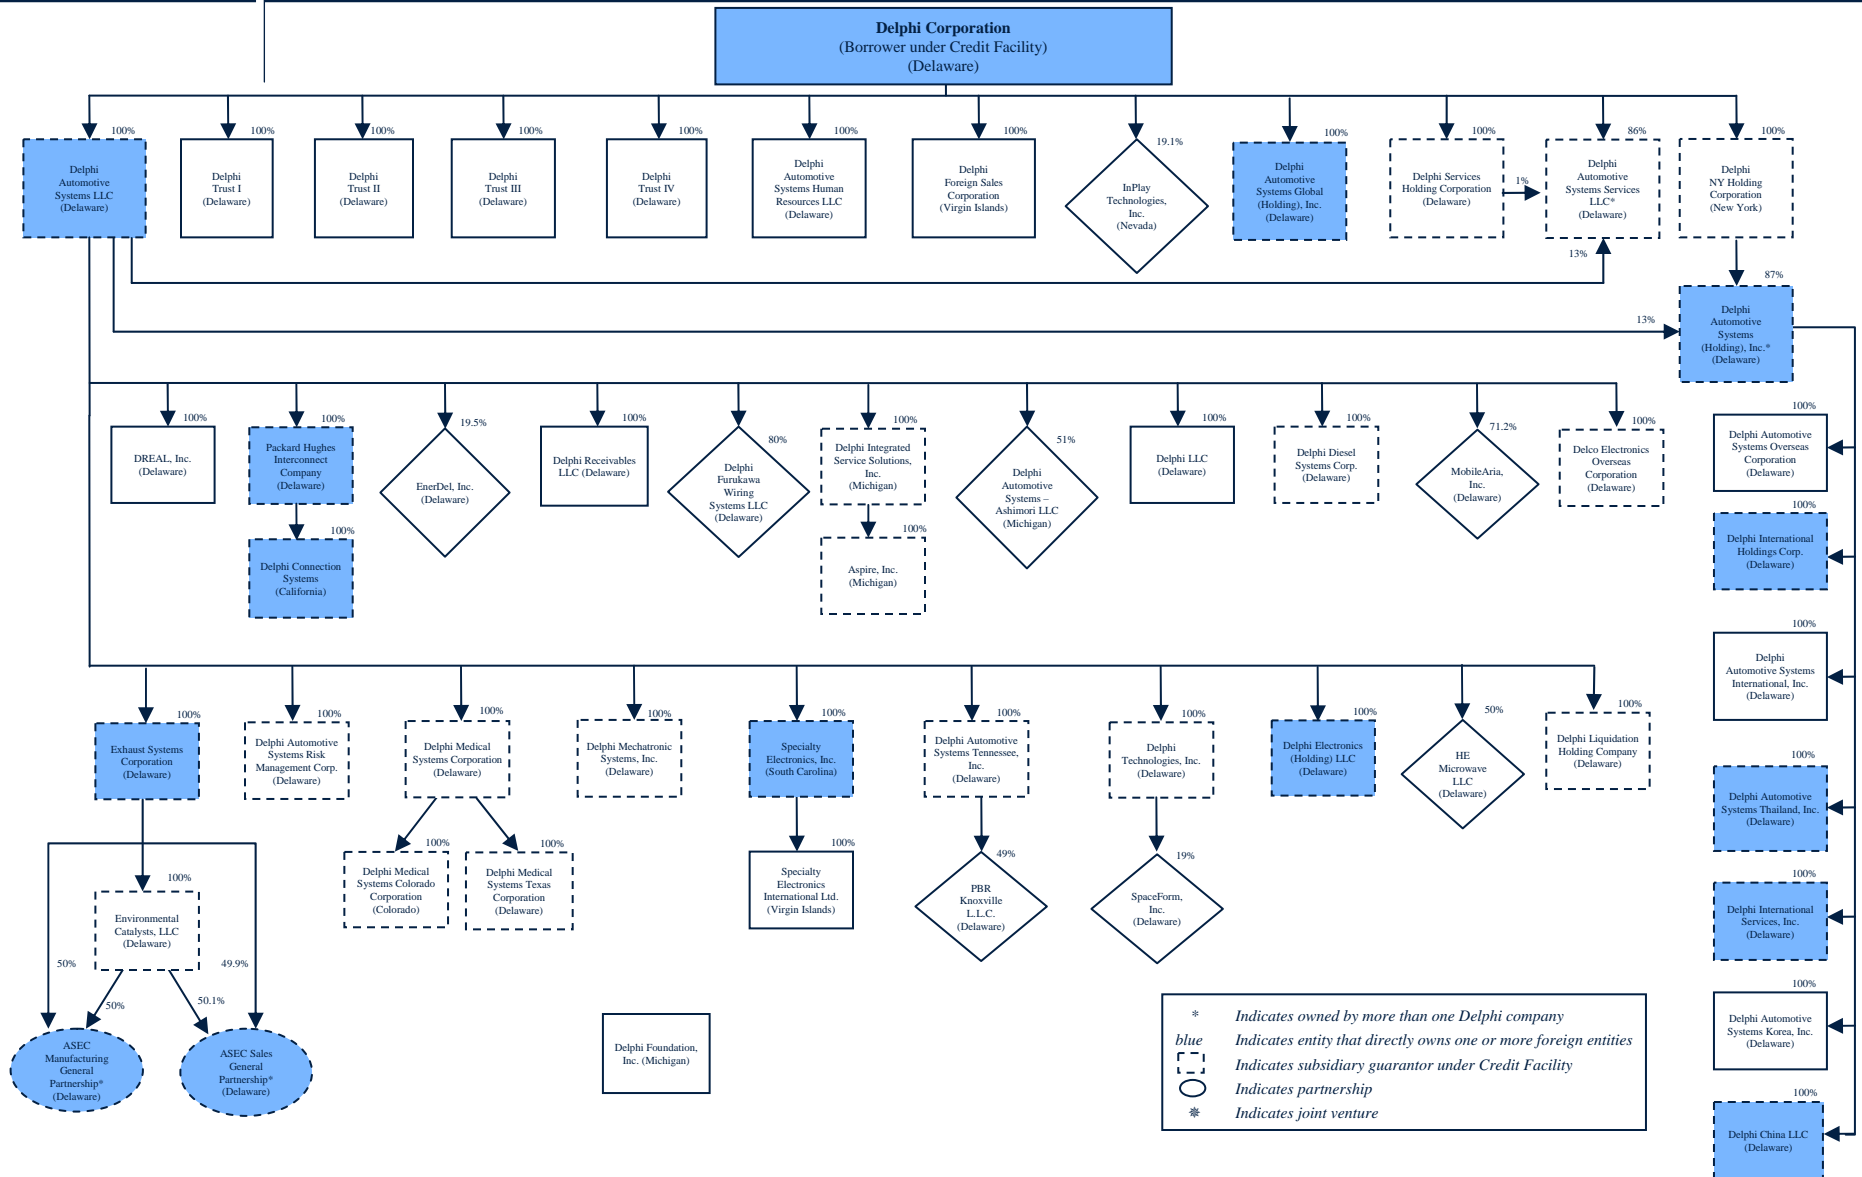 Delphi Corporation
(Borrower under Credit Facility)
(Delaware)
100%
Delphi
Automotive
Systems LLC
(Delaware)
100%
Delphi
Trust I
(Delaware)
100%
Delphi
Trust II
(Delaware)
100%
Delphi
Trust III
(Delaware)
100%
Delphi
Trust IV
(Delaware)
100%
Delphi
Automotive
Systems Human
Resources LLC
(Delaware)
100%
Delphi
Foreign Sales
Corporation
(Virgin Islands)
19.1%
InPlay
Technologies,
Inc.
(Nevada)
100%
Delphi
Automotive
Systems Global
(Holding), Inc.
(Delaware)
100%
Delphi Services
Holding Corporation
(Delaware)
1%
86%
Delphi
Automotive
Systems Services
LLC*
(Delaware)
13%
100%
Delphi
NY Holding
Corporation
(New York)
87%
13%
Delphi
Automotive
Systems
(Holding), Inc.*
(Delaware)
100%
DREAL, Inc.
(Delaware)
100%
Packard Hughes
Interconnect
Company
(Delaware)
100%
Delphi Connection
Systems
(California)
19.5%
EnerDel, Inc.
(Delaware)
100%
Delphi Receivables
LLC (Delaware)
80%
Delphi
Furukawa
Wiring
Systems LLC
(Delaware)
100%
Delphi Integrated
Service Solutions,
Inc.
(Michigan)
100%
Aspire, Inc.
(Michigan)
51%
Delphi
Automotive
Systems –
Ashimori LLC
(Michigan)
100%
Delphi LLC
(Delaware)
100%
Delphi Diesel
Systems Corp.
(Delaware)
71.2%
MobileAria,
Inc.
(Delaware)
100%
Delco Electronics
Overseas
Corporation
(Delaware)
100%
Delphi Automotive
Systems Overseas
Corporation
(Delaware)
100%
Delphi International
Holdings Corp.
(Delaware)
100%
Delphi
Automotive Systems
International, Inc.
(Delaware)
100%
Delphi Automotive
Systems Thailand, Inc.
(Delaware)
100%
Delphi International
Services, Inc.
(Delaware)
100%
Delphi Automotive
Systems Korea, Inc.
(Delaware)
100%
Delphi China LLC
(Delaware)
100%
Exhaust Systems
Corporation
(Delaware)
100%
Delphi Automotive
Systems Risk
Management Corp.
(Delaware)
100%
Delphi Medical
Systems Corporation
(Delaware)
100%
Delphi Mechatronic
Systems, Inc.
(Delaware)
100%
Specialty
Electronics, Inc.
(South Carolina)
100%
Delphi Automotive
Systems Tennessee,
Inc.
(Delaware)
100%
Delphi
Technologies, Inc.
(Delaware)
100%
Delphi Electronics
(Holding) LLC
(Delaware)
50%
HE
Microwave
LLC
(Delaware)
100%
Delphi Liquidation
Holding Company
(Delaware)
100%
Environmental
Catalysts, LLC
(Delaware)
100%
Delphi Medical
Systems Colorado
Corporation
(Colorado)
100%
Delphi Medical
Systems Texas
Corporation
(Delaware)
100%
Specialty
Electronics
International Ltd.
(Virgin Islands)
49%
PBR
Knoxville
L.L.C.
(Delaware)
19%
SpaceForm,
Inc.
(Delaware)
50%
50%
50.1%
49.9%
ASEC
Manufacturing
General
Partnership*
(Delaware)
ASEC Sales
General
Partnership*
(Delaware)
Delphi Foundation,
Inc. (Michigan)
* Indicates owned by more than one Delphi company
blue Indicates entity that directly owns one or more foreign entities
Indicates subsidiary guarantor under Credit Facility
Indicates partnership
Indicates joint venture